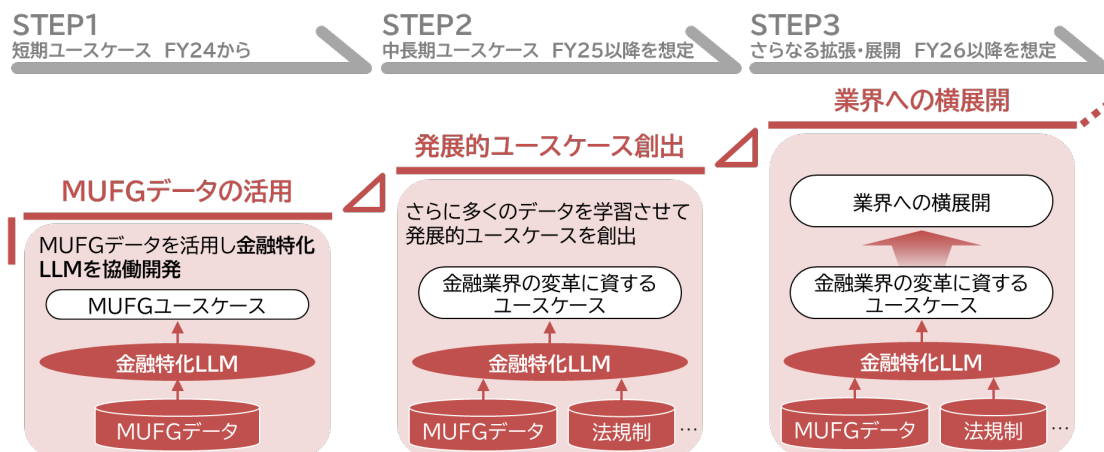 STEP1
短期ユースケース FY24から
STEP2
中長期ユースケース FY25以降を想定
STEP3
さらなる拡張・展開 FY26以降を想定
MUFGデータの活用
MUFGデータを活用し金融特化
LLMを協働開発
MUFGユースケース
金融特化LLM
MUFGデータ
発展的ユースケース創出
さらに多くのデータを学習させて
発展的ユースケースを創出
金融業界の変革に資する
ユースケース
金融特化LLM
MUFGデータ
法規制
…
業界への横展開
業界への横展開
金融業界の変革に資する
ユースケース
金融特化LLM
MUFGデータ
法規制
…